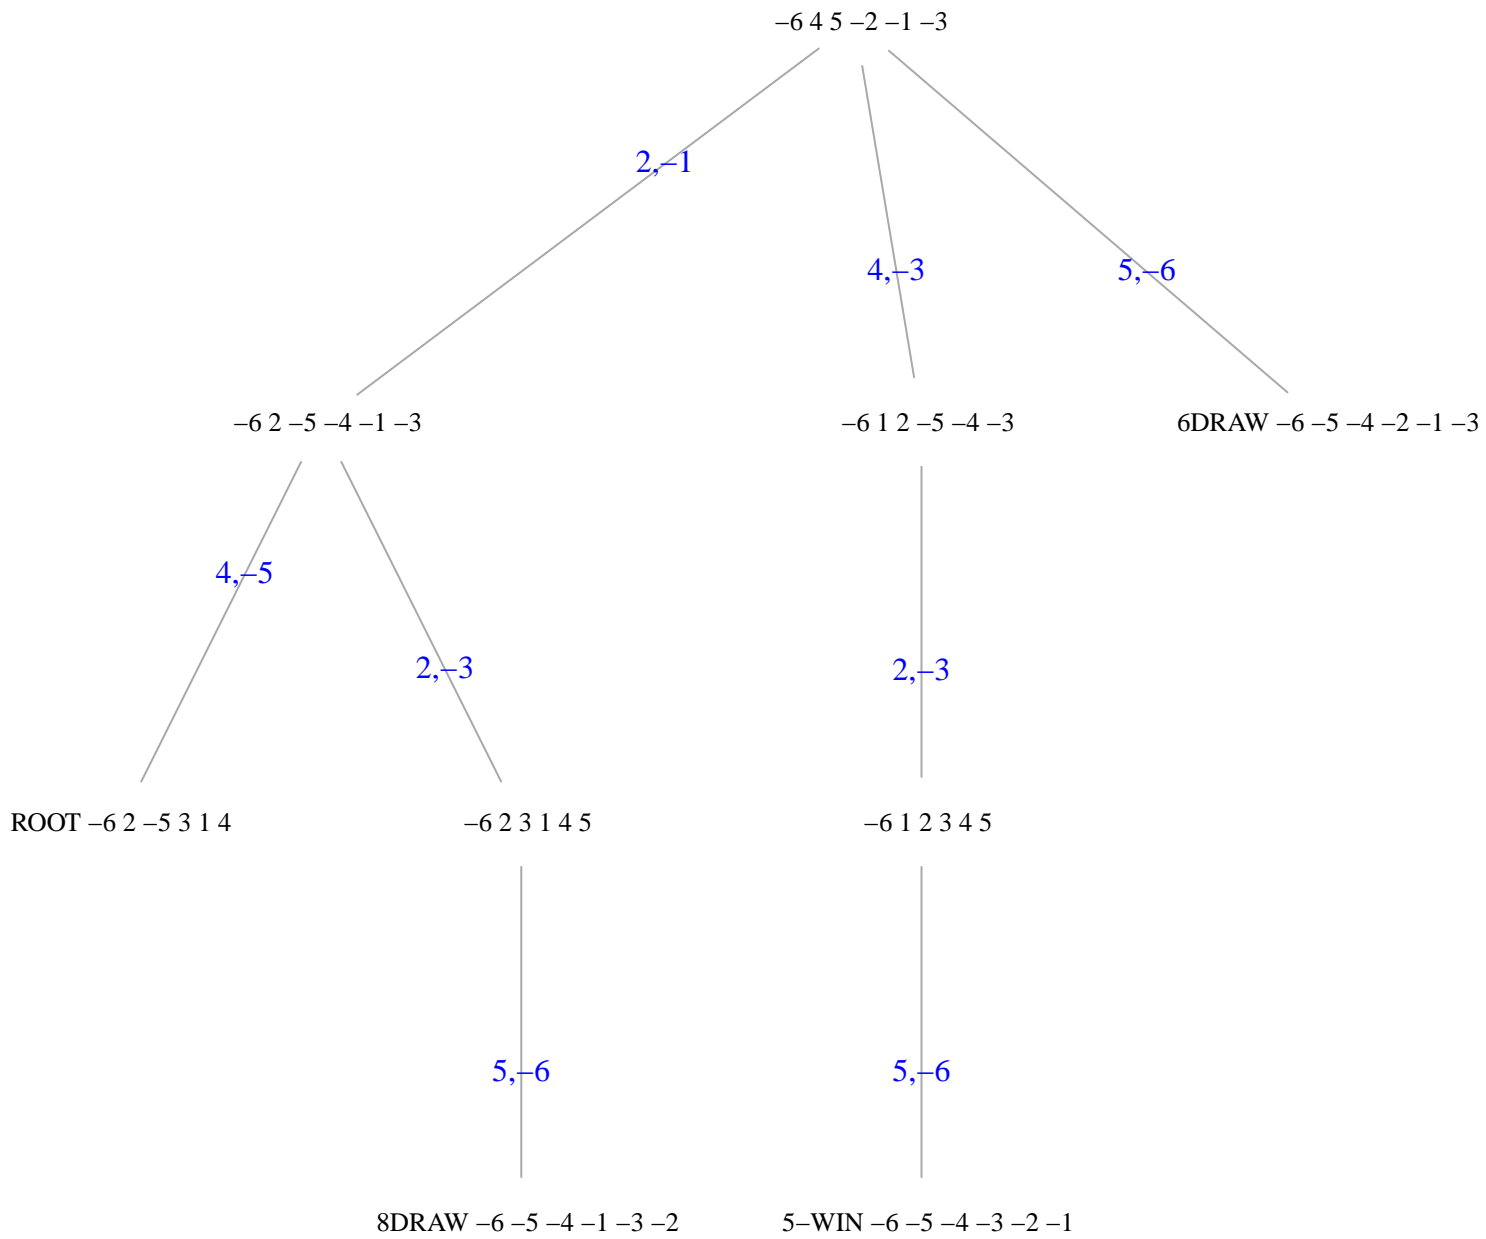 −6 4 5 −2 −1 −3
2,−1
4,−3
5,−6
−6 2 −5 −4 −1 −3
−6 1 2 −5 −4 −3
6DRAW −6 −5 −4 −2 −1 −3
4,−5
2,−3
2,−3
ROOT −6 2 −5 3 1 4
−6 2 3 1 4 5
−6 1 2 3 4 5
5,−6
5,−6
8DRAW −6 −5 −4 −1 −3 −2
5−WIN −6 −5 −4 −3 −2 −1